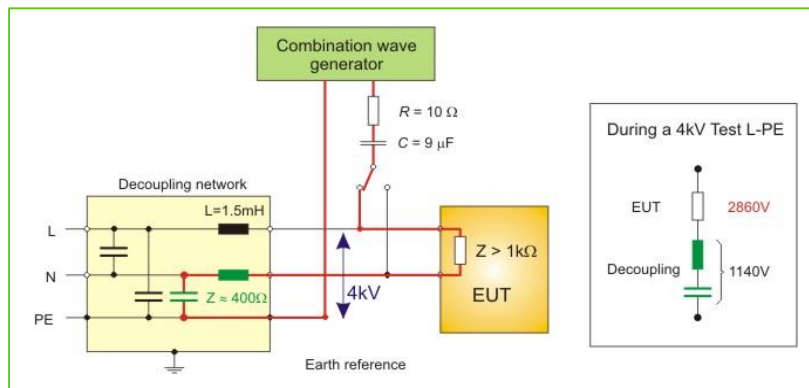 Combination wave
generator
R = 10 Ω
C = 9 µF
Decoupling network
L=1.5mH
L
N
PE
Z ≈ 400Ω
4kV
Z > 1kΩ
EUT
Earth reference
During a 4kV Test L-PE
EUT 2860V
Decoupling 1140V